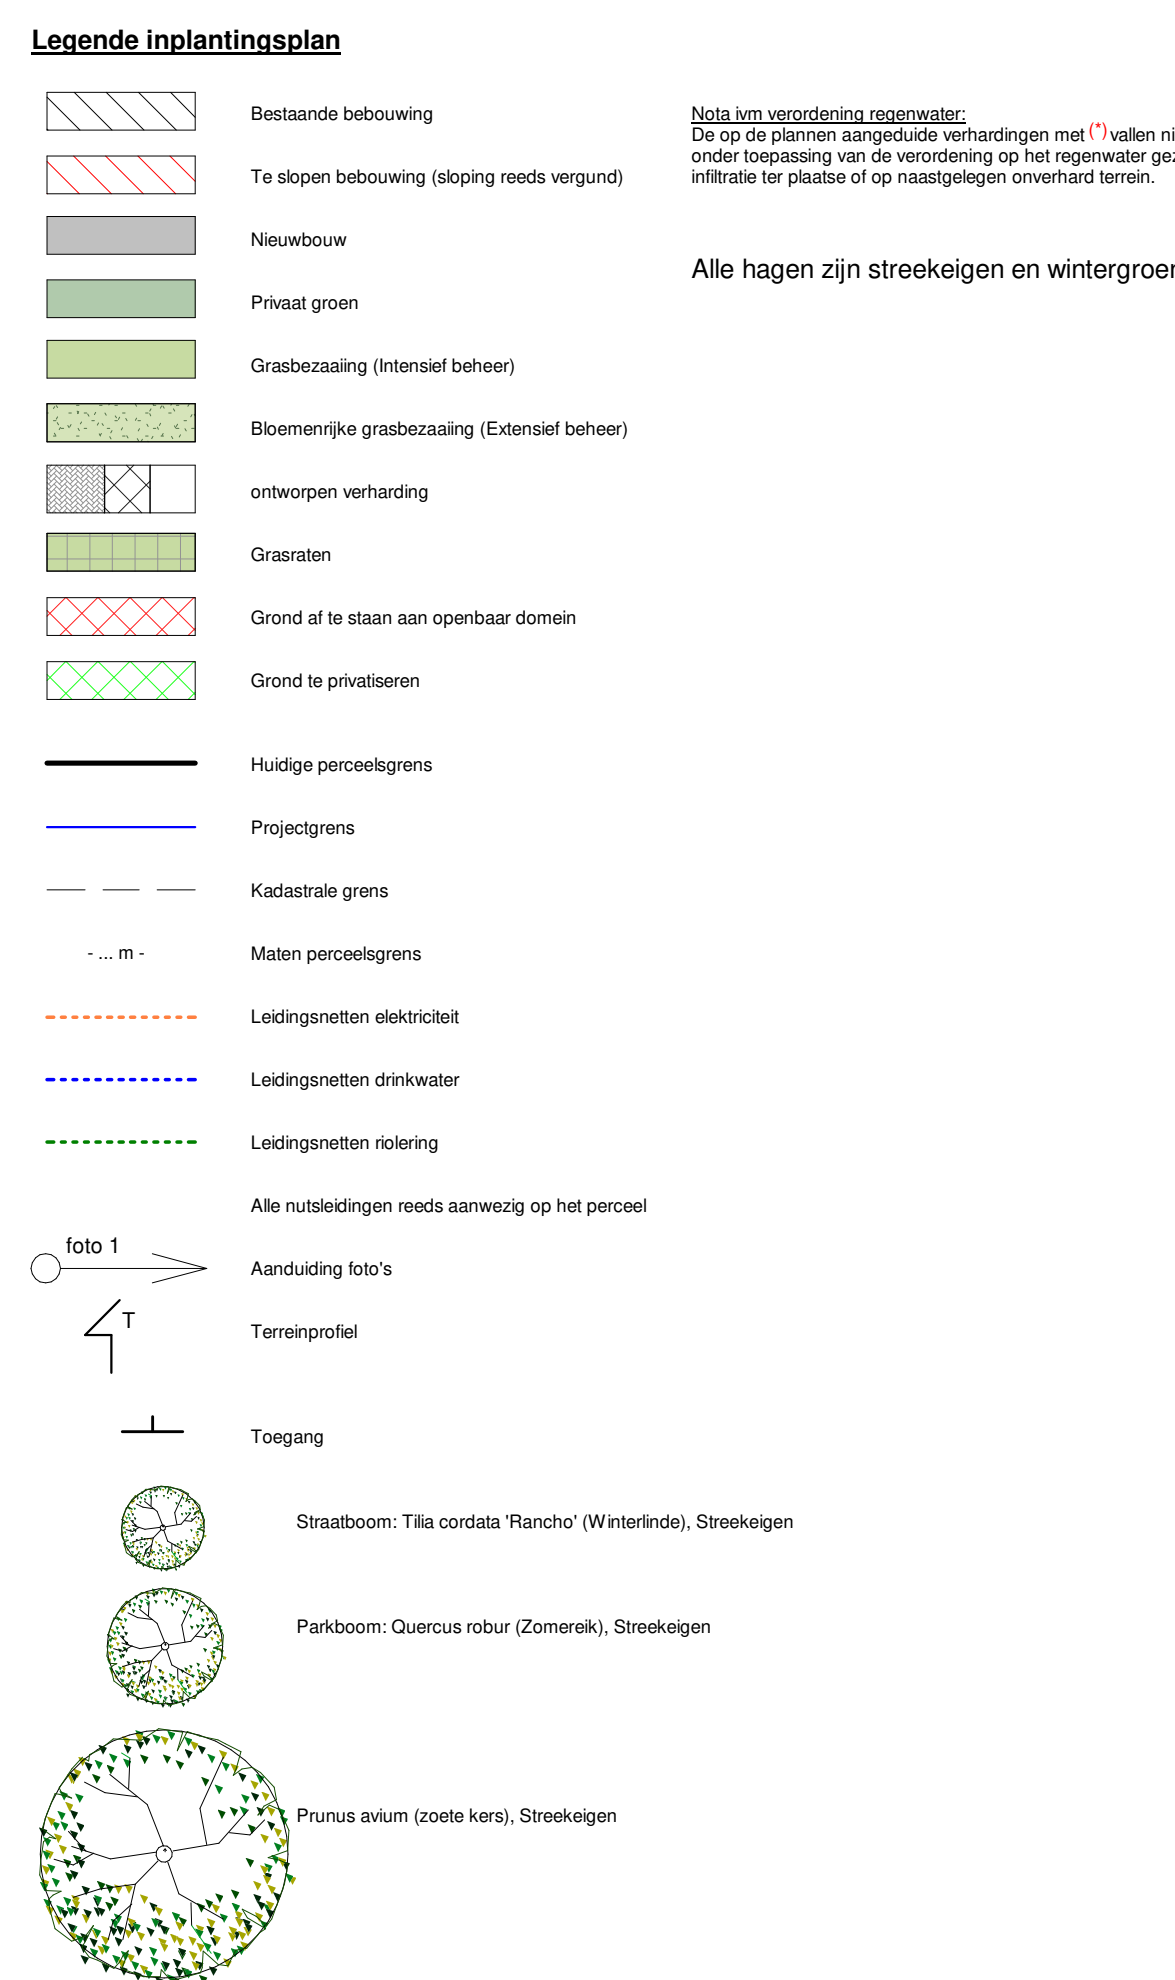 Legende inplantingsplan
Bestaande bebouwing
Te slopen bebouwing (sloping reeds vergund)
Nieuwbouw
Privaat groen
Grasbezaaiing (Intensief beheer)
Bloemenrijke grasbezaaiing (Extensief beheer)
ontworpen verharding
Grasraten
Grond af te staan aan openbaar domein
Grond te privatiseren
Huidige perceelsgrens
Projectgrens
Kadastrale grens
- ... m - Maten perceelsgrens
Leidingsnetten elektriciteit
Leidingsnetten drinkwater
Leidingsnetten riolering
Alle nutsleidingen reeds aanwezig op het perceel
foto 1
Aanduiding foto's
T
Terreinprofiel
Toegang
Straatboom: Tilia cordata 'Rancho' (Winterlinde), Streekeigen
Parkboom: Quercus robur (Zomereik), Streekeigen
Prunus avium (zoete kers), Streekeigen
Nota ivm verordening regenwater:
De op de plannen aangeduide verhardingen met (*) vallen
onder toepassing van de verordening op het regenwater
infiltratie ter plaatse of op naastgelegen onverhard terrein.
Alle hagen zijn streekeigen en